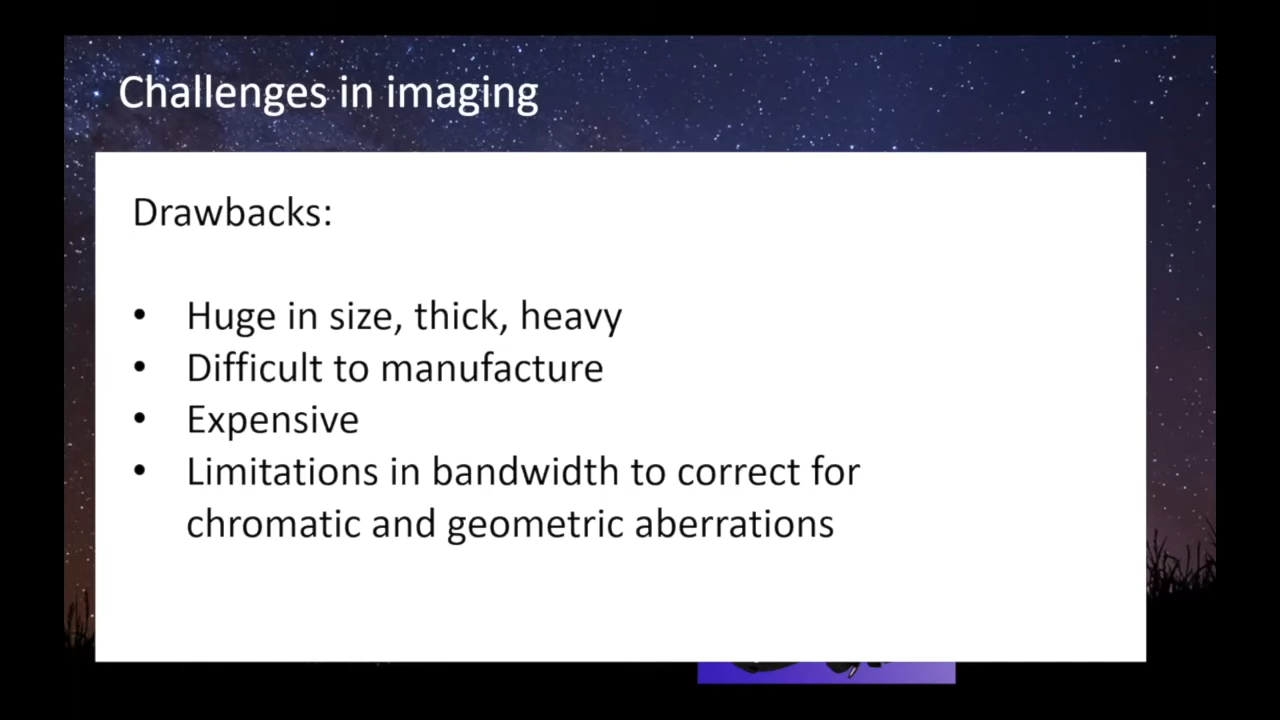 Challenges in imaging
Drawbacks:
• Huge in size, thick, heavy
• Difficult to manufacture
• Expensive
• Limitations in bandwidth to correct for
chromatic and geometric aberrations